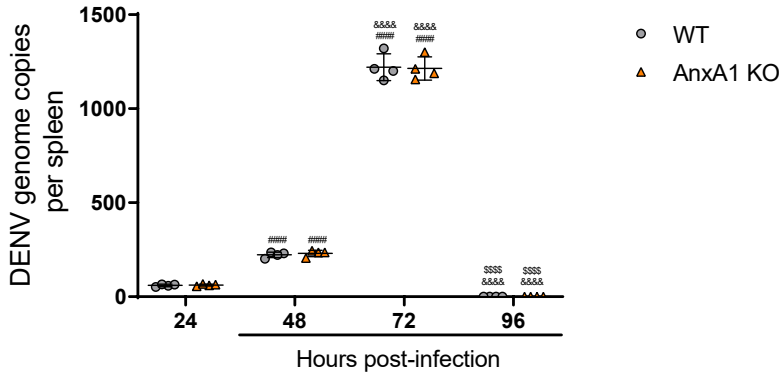 1500
1000
500
0
DENV genome copies
per spleen
&&&& &&&&
#### ####
#### ####
$$$$ $$$$
&&&& &&&&
24 48 72 96
Hours post-infection
WT
AnxA1 KO